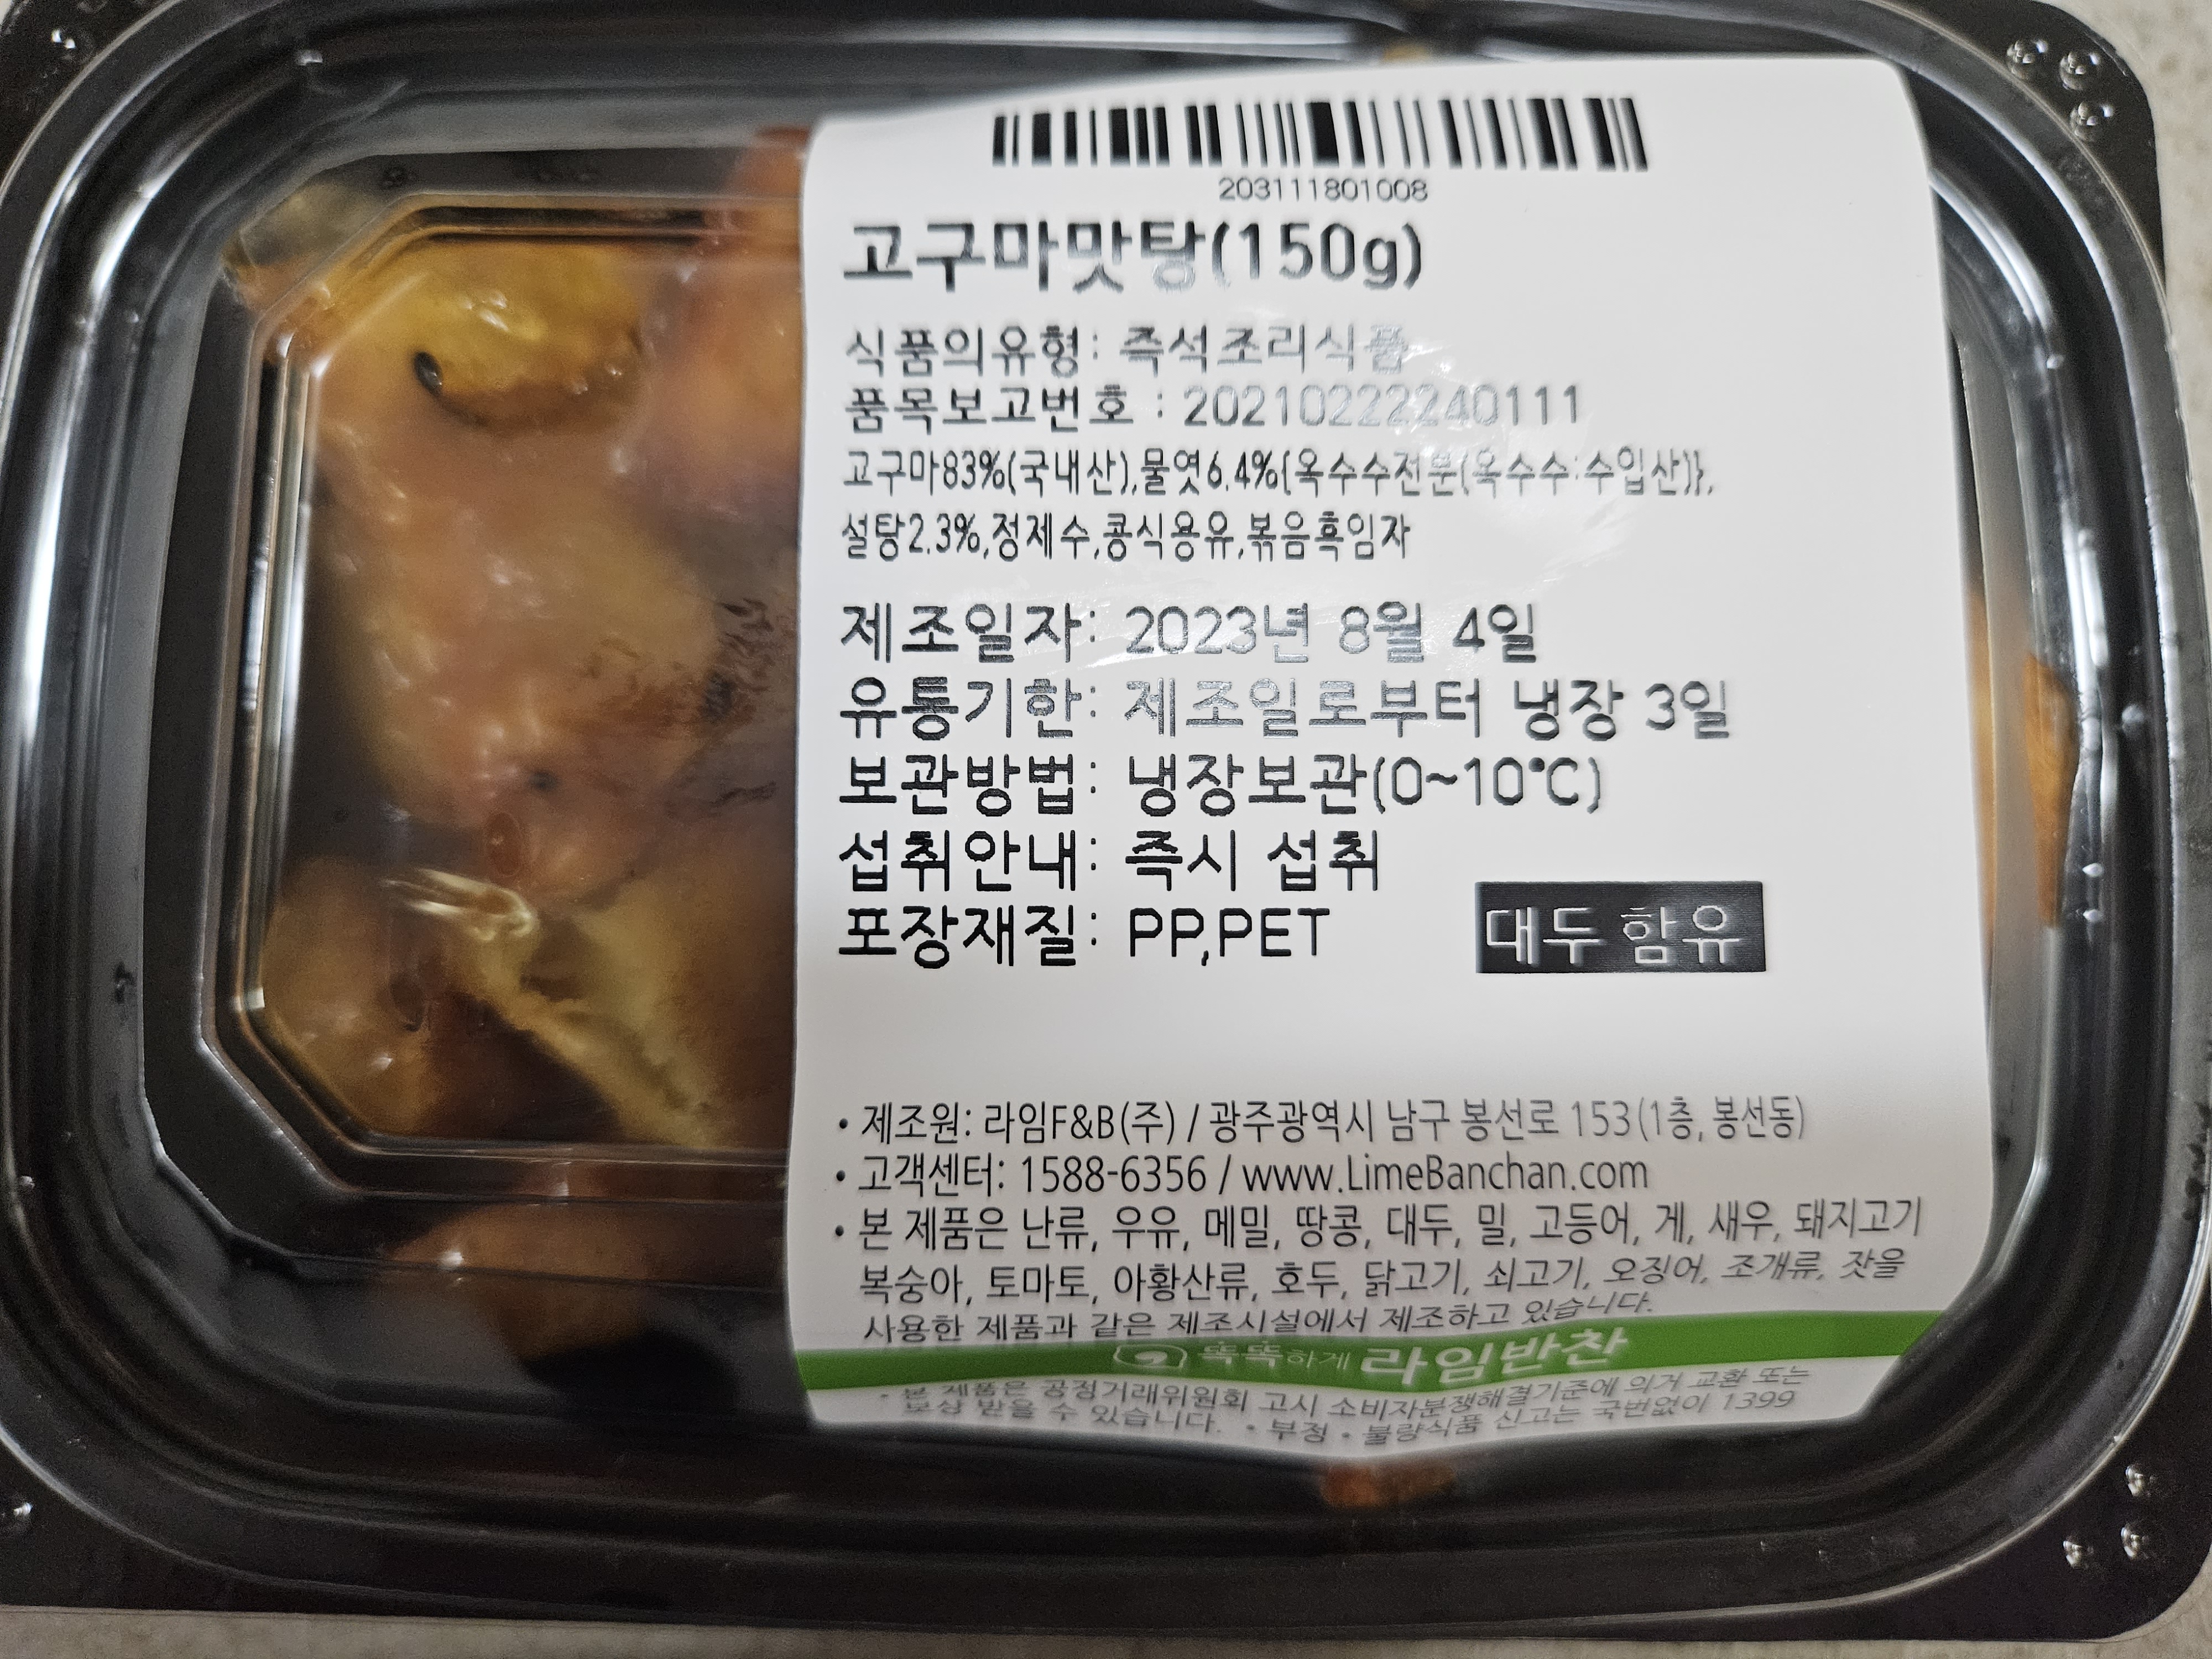 203111801008
고구마맛탕(150g)
식품의유형: 즉석조리식품
품목보고번호 : 20210222240111
고구마83%(국내산),물엿6.4%{옥수수전분(옥수수:수입산)},
설탕2.3%,정제수,콩식용유,볶음흑임자
제조일자: 2023년 8월 4일
유통기한: 제조일로부터 냉장 3일
보관방법: 냉장보관(0~10℃)
섭취안내: 즉시 섭취
포장재질: PP,PET
대두 함유
• 제조원: 라임F&B(주) / 광주광역시 남구 봉선로 153(1층, 봉선동)
• 고객센터: 1588-6356 / www.LimeBanchan.com
• 본 제품은 난류, 우유, 메밀, 땅콩, 대두, 밀, 고등어, 게, 새우, 돼지고기
복숭아, 토마토, 아황산류, 호두, 닭고기, 쇠고기, 오징어, 조개류, 잣을
사용한 제품과 같은 제조시설에서 제조하고 있습니다.
똑똑하게 라임반찬
• 본 제품은 공정거래위원회 고시 소비자분쟁해결기준에 의거 교환 또는
보상 받을 수 있습니다. • 부정 • 불량식품 신고는 국번없이 1399